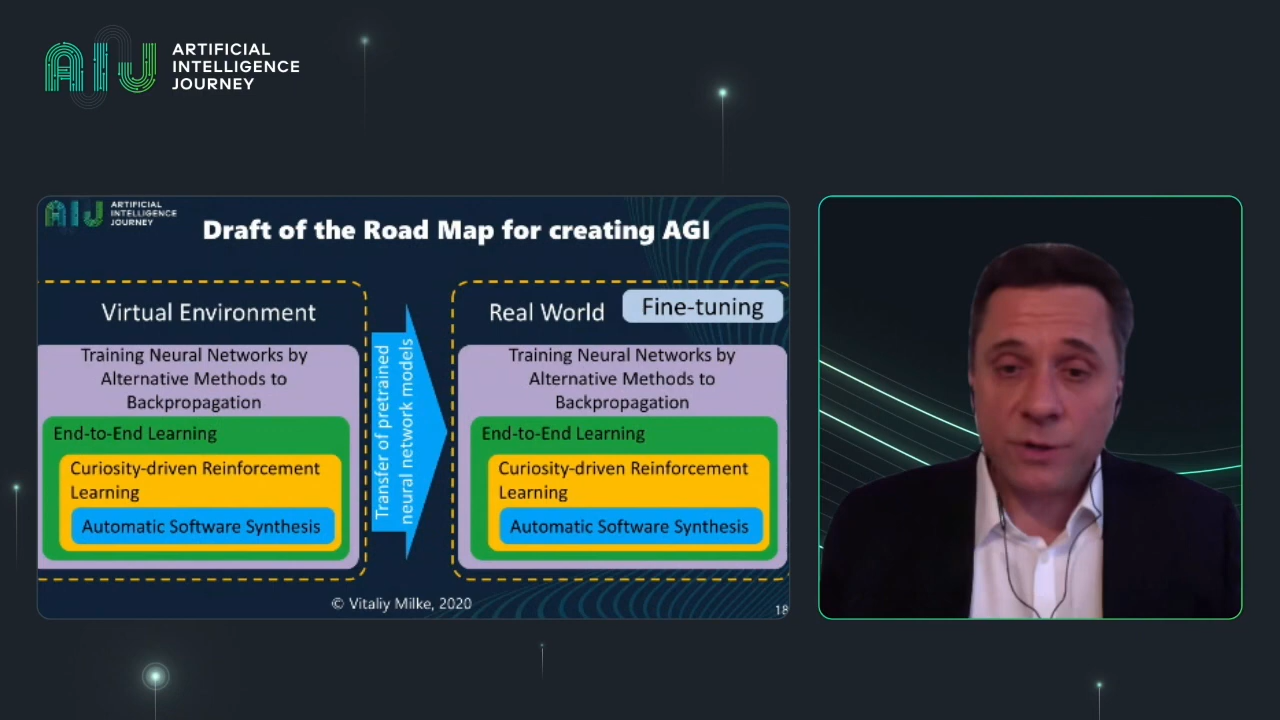 ARTIFICIAL
INTELLIGENCE
JOURNEY
ARTIFICIAL
INTELLIGENCE
JOURNEY
Draft of the Road Map for creating AGI
Virtual Environment
Training Neural Networks by
Alternative Methods to
Backpropagation
End-to-End Learning
Curiosity-driven Reinforcement
Learning
Automatic Software Synthesis
Transfer of pretrained
neural network models
Real World
Fine-tuning
Training Neural Networks by
Alternative Methods to
Backpropagation
End-to-End Learning
Curiosity-driven Reinforcement
Learning
Automatic Software Synthesis
© Vitaliy Milke, 2020
18